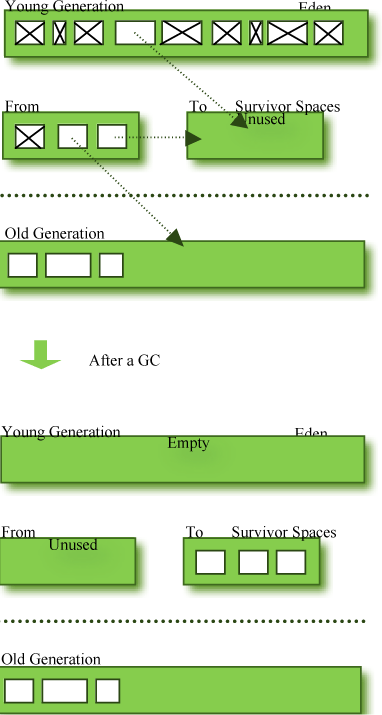 Young Generation Eden
From To Survivor Spaces
Unused
Old Generation
After a GC
Young Generation Eden
Empty
From To Survivor Spaces
Unused
Old Generation